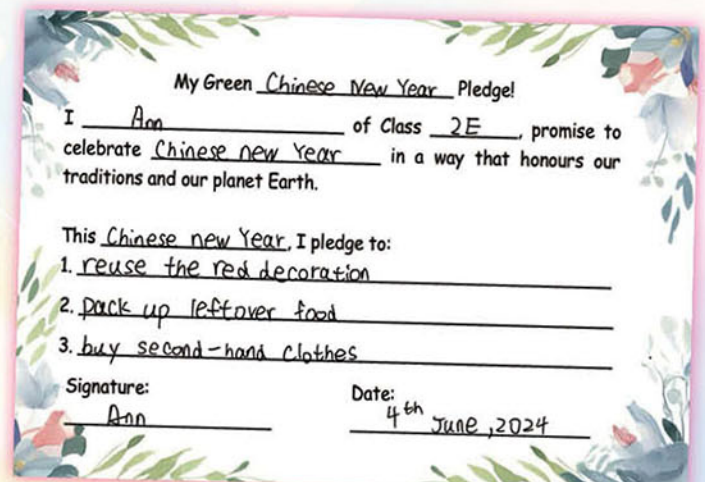 My Green Chinese New Year Pledge!
I Ann of Class 2E, promise to
celebrate Chinese new Year in a way that honours our
traditions and our planet Earth.
This Chinese new Year, I pledge to:
1. reuse the red decoration
2. pack up leftover food
3. buy second-hand clothes
Signature: Date:
Ann 4th June, 2024